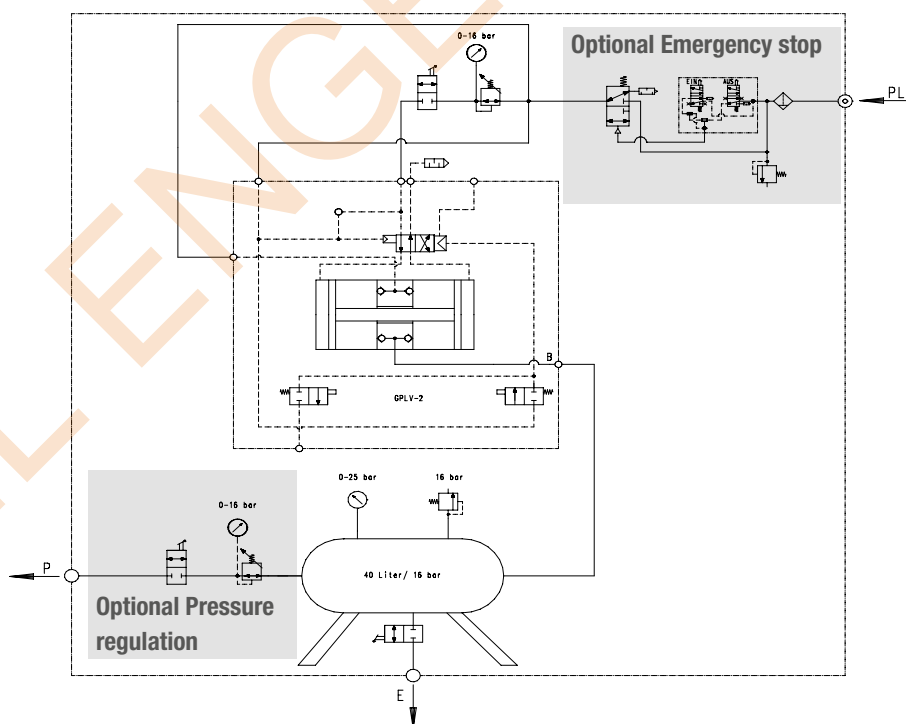 Optional Emergency stop
0-16 bar
EIN
AUS
PL
B
GPLV-2
0-25 bar
16 bar
0-16 bar
P
40 Liter/ 16 bar
Optional Pressure
regulation
E
L ENGE